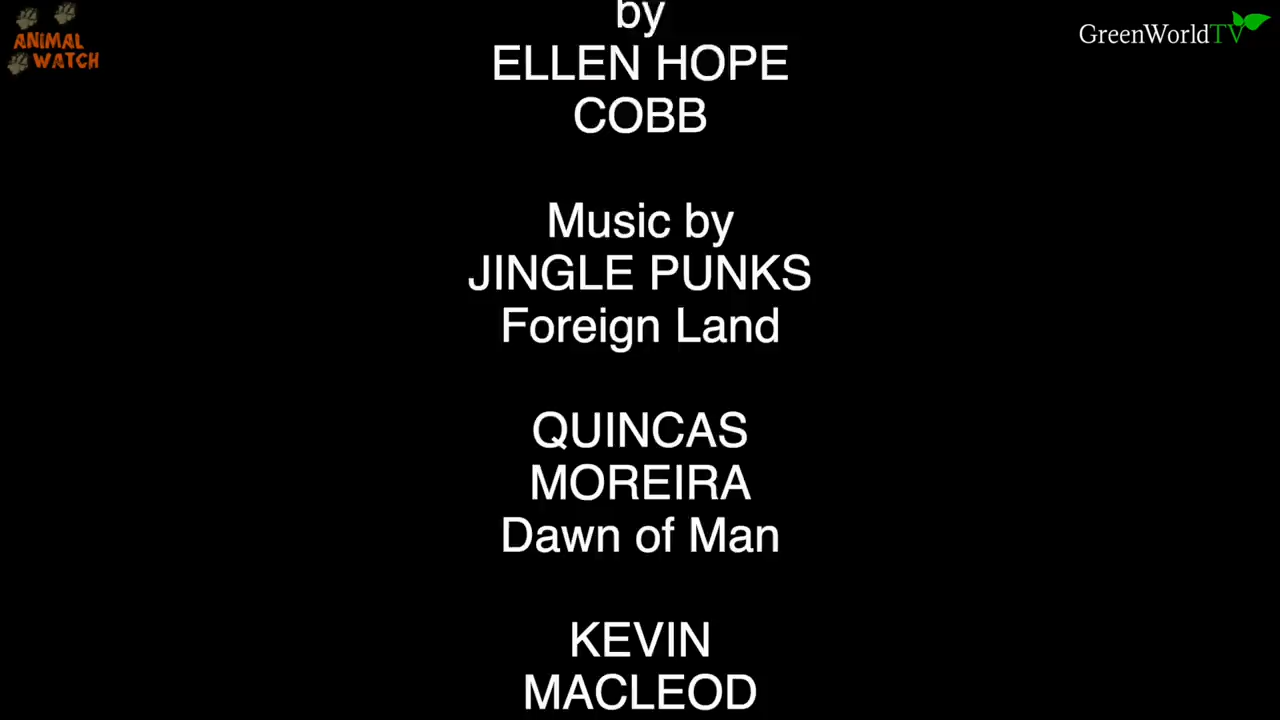 by
ELLEN HOPE
COBB
Music by
JINGLE PUNKS
Foreign Land
QUINCAS
MOREIRA
Dawn of Man
KEVIN
MACLEOD
ANIMAL
WATCH
GreenWorldTV